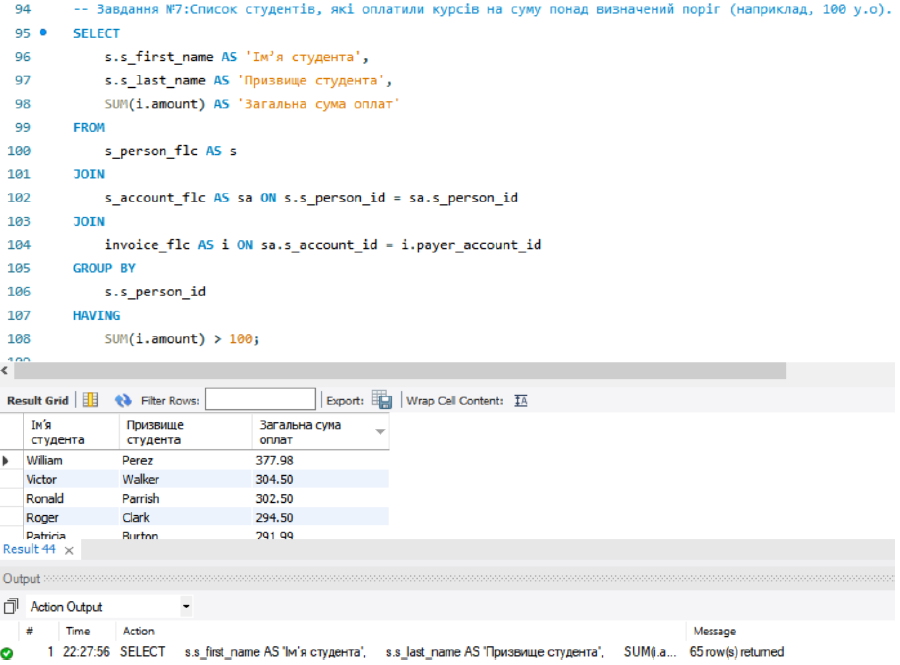 94 -- Завдання №7:Список студентів, які оплатили курсів на суму понад визначений поріг (наприклад, 100 у.о).
95 SELECT
96 s.s_first_name AS 'Ім’я студента',
97 s.s_last_name AS 'Призвище студента',
98 SUM(i.amount) AS 'Загальна сума оплат'
99 FROM
100 s_person_flc AS s
101 JOIN
102 s_account_flc AS sa ON s.s_person_id = sa.s_person_id
103 JOIN
104 invoice_flc AS i ON sa.s_account_id = i.payer_account_id
105 GROUP BY
106 s.s_person_id
107 HAVING
108 SUM(i.amount) > 100;
Result Grid Filter Rows: Export: Wrap Cell Content: IA
Ім’я студента Призвище студента Загальна сума оплат
William Perez 377.98
Victor Walker 304.50
Ronald Parrish 302.50
Roger Clark 294.50
Patricia Burton 291.99
Result 44 ×
Output
Action Output
# Time Action Message
1 22:27:56 SELECT s.s_first_name AS 'Ім’я студента', s.s_last_name AS 'Призвище студента', SUM(i.a... 65 row(s) returned